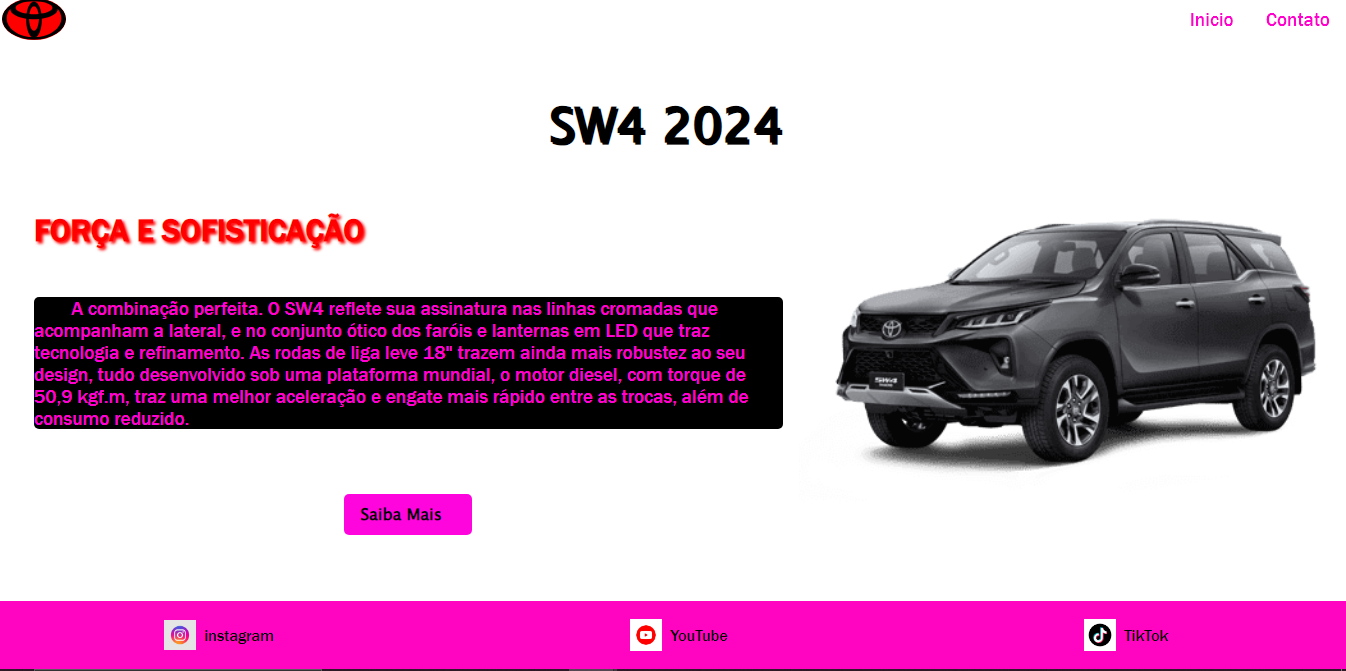 Inicio Contato
SW4 2024
FORÇA E SOFISTICAÇÃO
A combinação perfeita. O SW4 reflete sua assinatura nas linhas cromadas que
acompanham a lateral, e no conjunto ótico dos faróis e lanternas em LED que traz
tecnologia e refinamento. As rodas de liga leve 18" trazem ainda mais robustez ao seu
design, tudo desenvolvido sob uma plataforma mundial, o motor diesel, com torque de
50,9 kgf.m, traz uma melhor aceleração e engate mais rápido entre as trocas, além de
consumo reduzido.
SW4
Saiba Mais
instagram YouTube TikTok